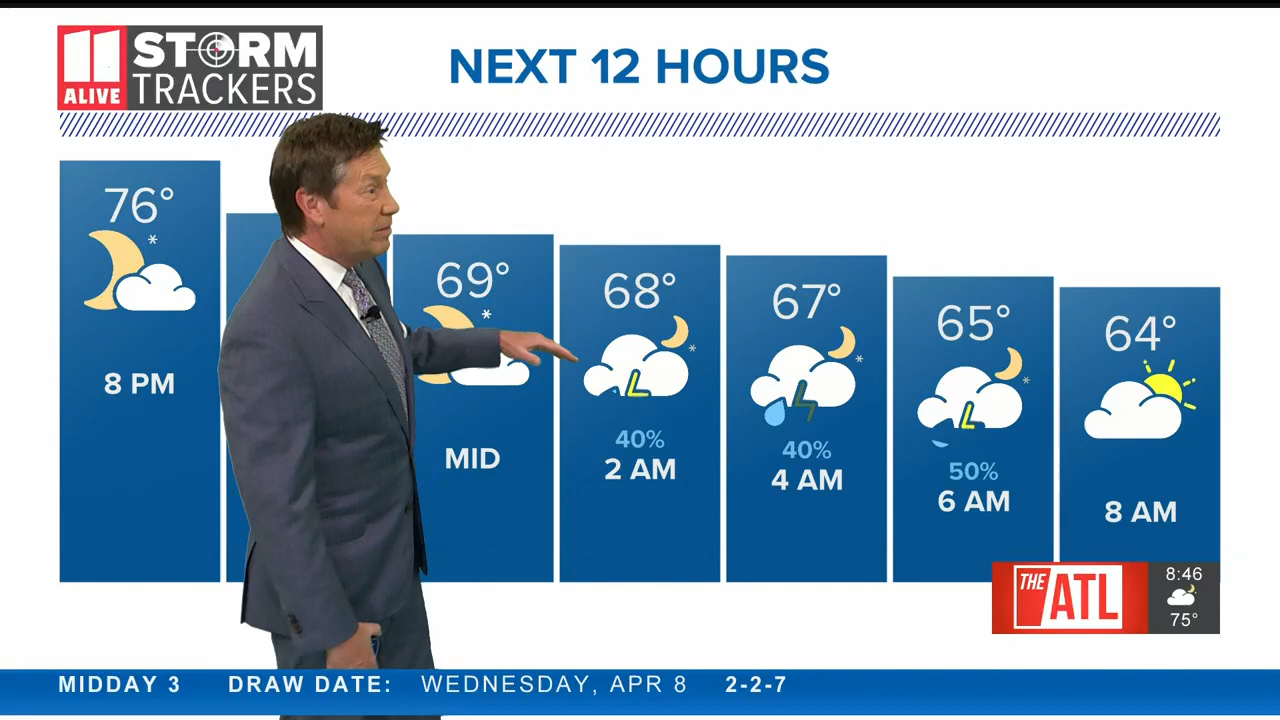 11
ALIVE
STORM
TRACKERS
NEXT 12 HOURS
76°
8 PM
69°
MID
68°
40%
2 AM
67°
40%
4 AM
65°
50%
6 AM
64°
8 AM
THE
ATL
8:46
75°
MIDDAY 3 DRAW DATE: WEDNESDAY, APR 8 2-2-7